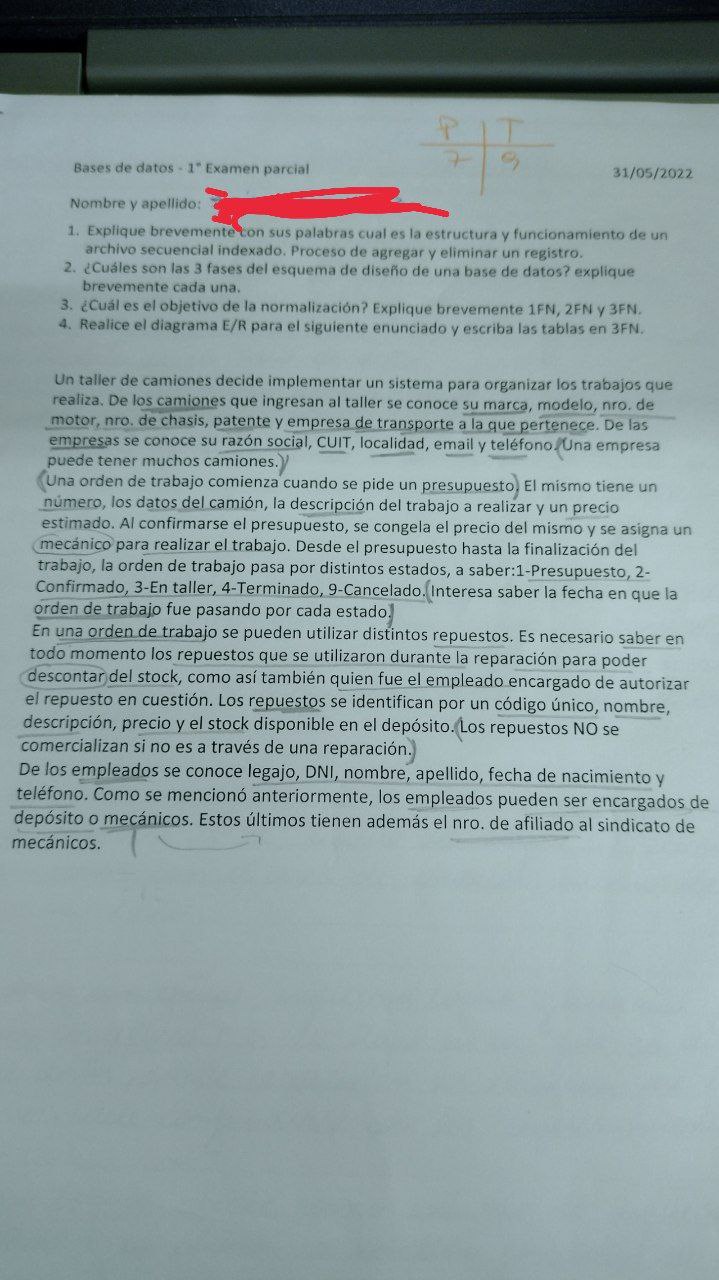 P T
7 9
Bases de datos - 1° Examen parcial
31/05/2022
Nombre y apellido:
1. Explique brevemente con sus palabras cual es la estructura y funcionamiento de un
archivo secuencial indexado. Proceso de agregar y eliminar un registro.
2. ¿Cuáles son las 3 fases del esquema de diseño de una base de datos? explique
brevemente cada una.
3. ¿Cuál es el objetivo de la normalización? Explique brevemente 1FN, 2FN y 3FN.
4. Realice el diagrama E/R para el siguiente enunciado y escriba las tablas en 3FN.
Un taller de camiones decide implementar un sistema para organizar los trabajos que
realiza. De los camiones que ingresan al taller se conoce su marca, modelo, nro. de
motor, nro. de chasis, patente y empresa de transporte a la que pertenece. De las
empresas se conoce su razón social, CUIT, localidad, email y teléfono. (Una empresa
puede tener muchos camiones.)
(Una orden de trabajo comienza cuando se pide un presupuesto) El mismo tiene un
número, los datos del camión, la descripción del trabajo a realizar y un precio
estimado. Al confirmarse el presupuesto, se congela el precio del mismo y se asigna un
mecánico para realizar el trabajo. Desde el presupuesto hasta la finalización del
trabajo, la orden de trabajo pasa por distintos estados, a saber:1-Presupuesto, 2-
Confirmado, 3-En taller, 4-Terminado, 9-Cancelado. (Interesa saber la fecha en que la
orden de trabajo fue pasando por cada estado.)
En una orden de trabajo se pueden utilizar distintos repuestos. Es necesario saber en
todo momento los repuestos que se utilizaron durante la reparación para poder
descontar del stock, como así también quien fue el empleado encargado de autorizar
el repuesto en cuestión. Los repuestos se identifican por un código único, nombre,
descripción, precio y el stock disponible en el depósito. (Los repuestos NO se
comercializan si no es a través de una reparación.)
De los empleados se conoce legajo, DNI, nombre, apellido, fecha de nacimiento y
teléfono. Como se mencionó anteriormente, los empleados pueden ser encargados de
depósito o mecánicos. Estos últimos tienen además el nro. de afiliado al sindicato de
mecánicos.